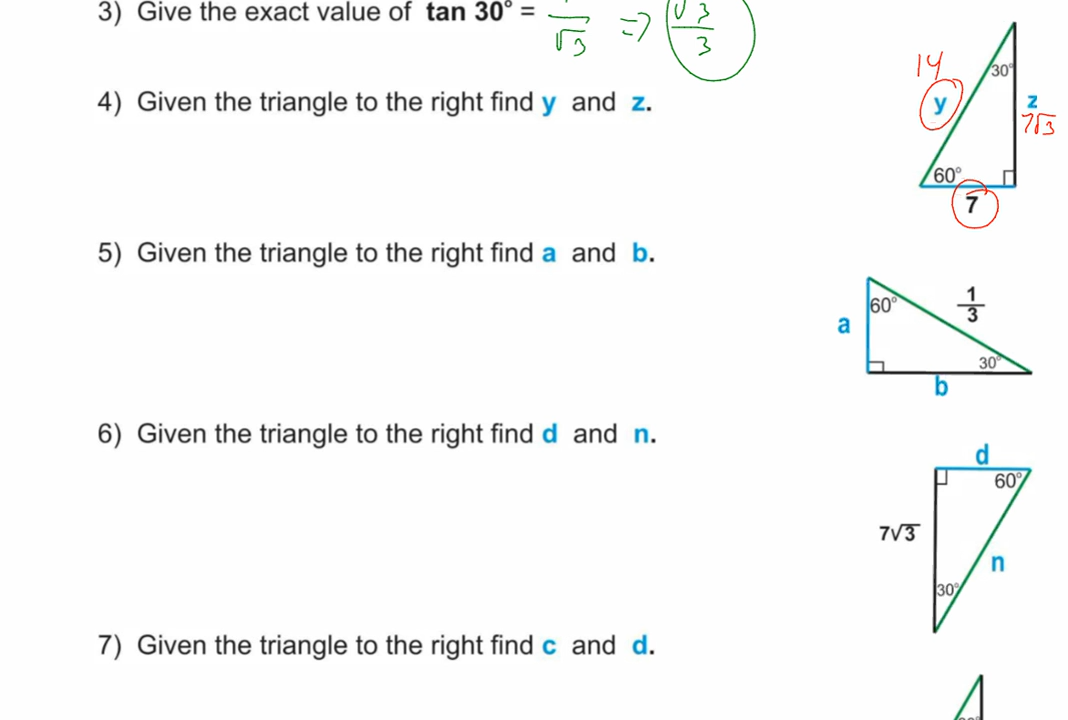 3) Give the exact value of tan 30° = √3 => √3/3
14
30°
4) Given the triangle to the right find y and z.
y
z
7√3
60°
7
5) Given the triangle to the right find a and b.
60°
1/3
a
30°
b
6) Given the triangle to the right find d and n.
d
60°
7√3
n
30°
7) Given the triangle to the right find c and d.